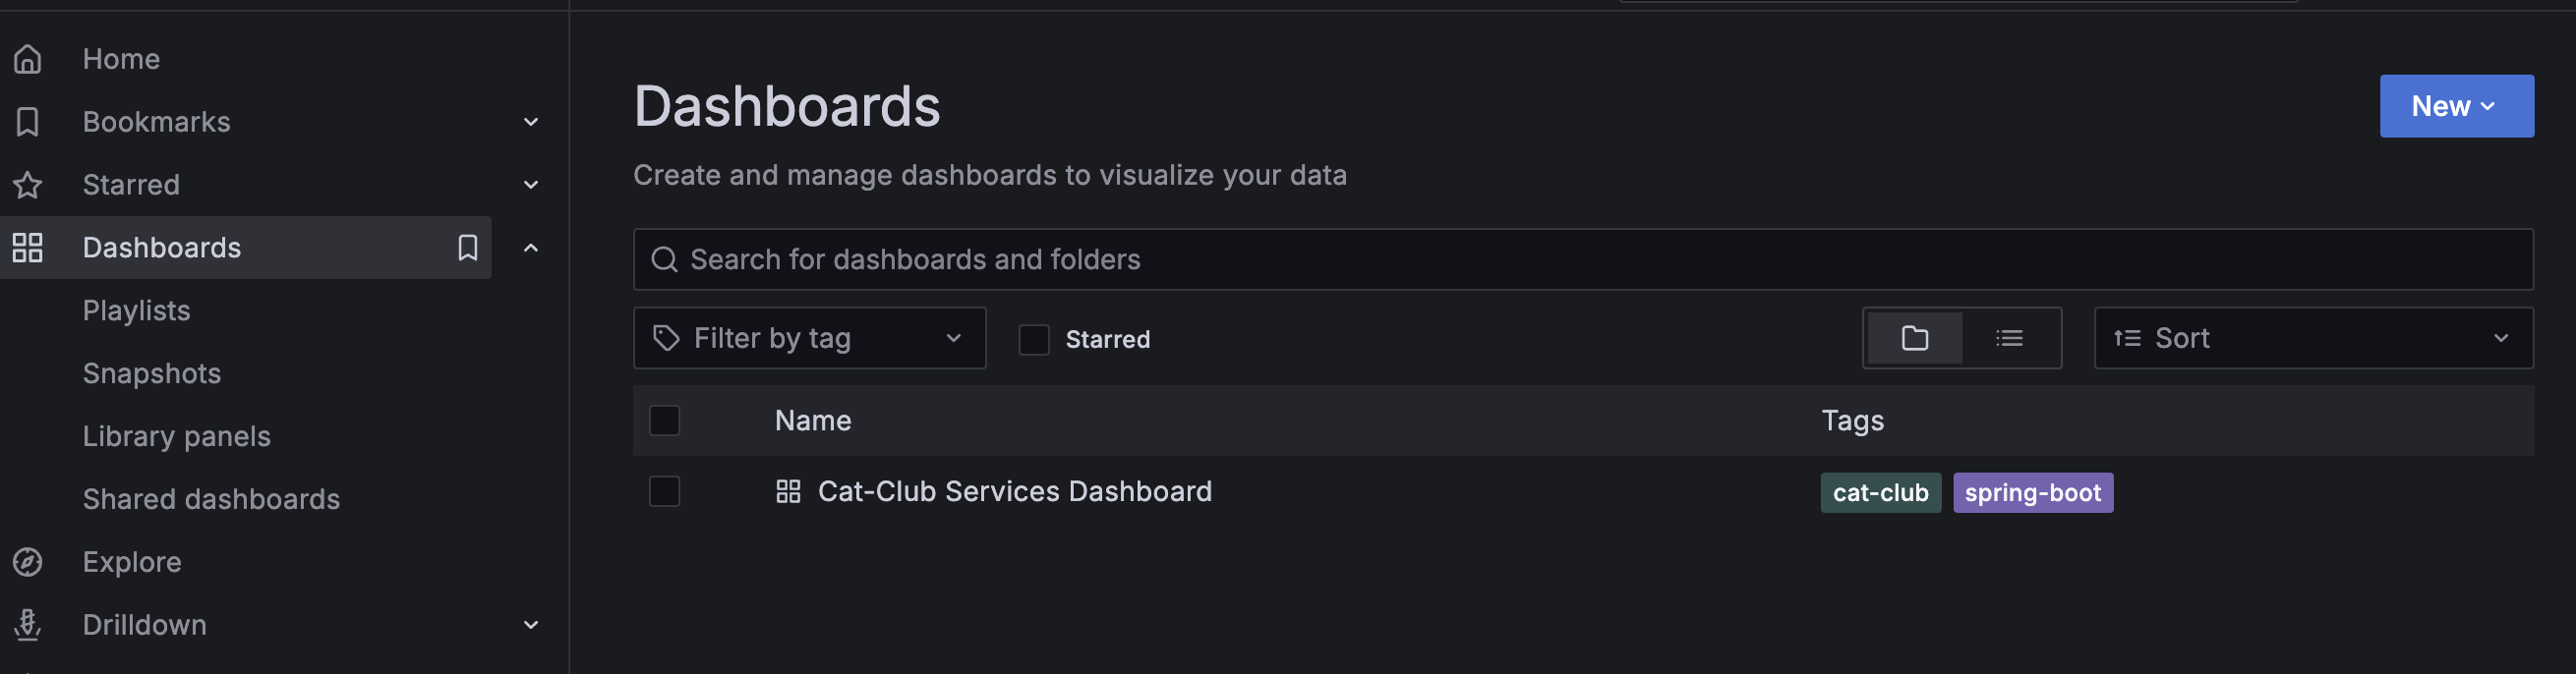 Home
Bookmarks
Starred
Dashboards
Playlists
Snapshots
Library panels
Shared dashboards
Explore
Drilldown
Dashboards
New
Create and manage dashboards to visualize your data
Search for dashboards and folders
Filter by tag
Starred
Sort
Name Tags
Cat-Club Services Dashboard cat-club spring-boot